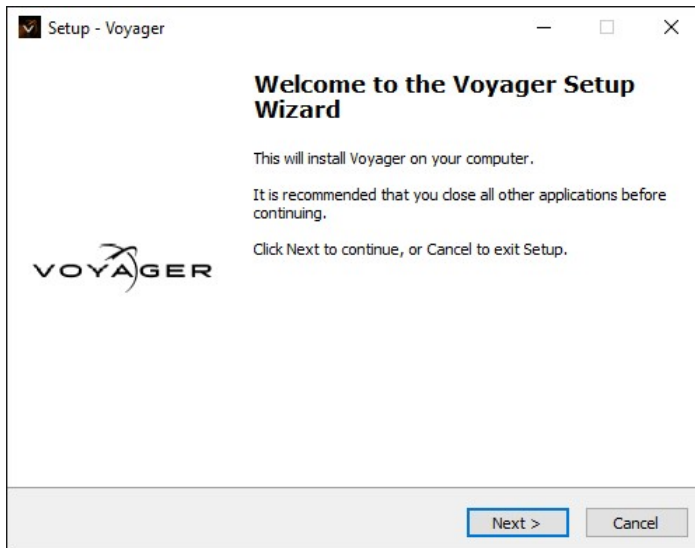 Setup - Voyager
Welcome to the Voyager Setup
Wizard
This will install Voyager on your computer.
It is recommended that you close all other applications before
continuing.
Click Next to continue, or Cancel to exit Setup.
VOYAGER
Next >
Cancel